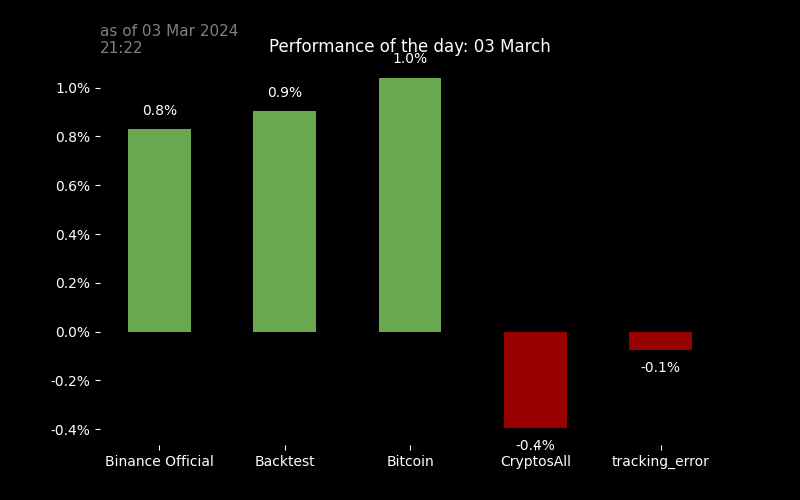 as of 03 Mar 2024
21:22
Performance of the day: 03 March
1.0%
1.0%
0.9%
0.8%
0.8%
0.6%
0.4%
0.2%
0.0%
-0.1%
-0.2%
-0.4%
-0.4%
Binance Official
Backtest
Bitcoin
CryptosAll
tracking_error